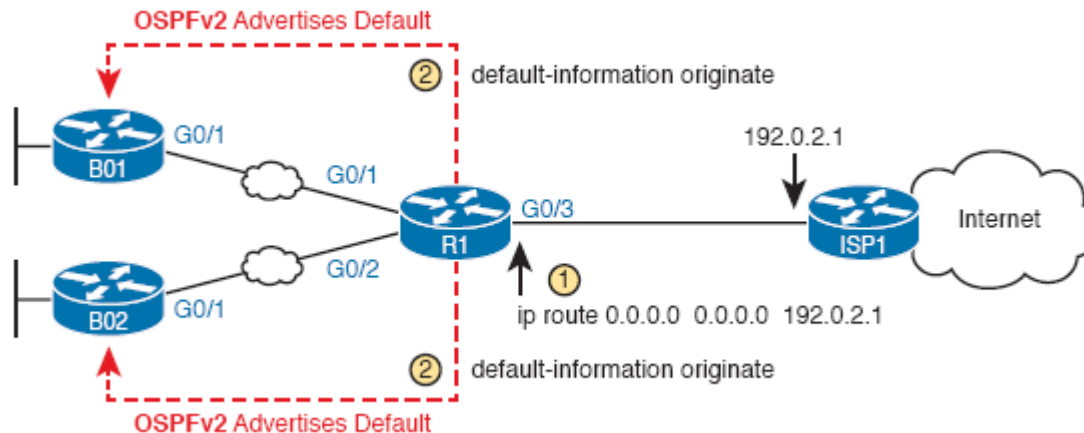 OSPFv2 Advertises Default
② default-information originate
B01
G0/1
G0/1
192.0.2.1
R1
G0/3
ISP1
Internet
B02
G0/1
G0/2
①
ip route 0.0.0.0 0.0.0.0 192.0.2.1
② default-information originate
OSPFv2 Advertises Default